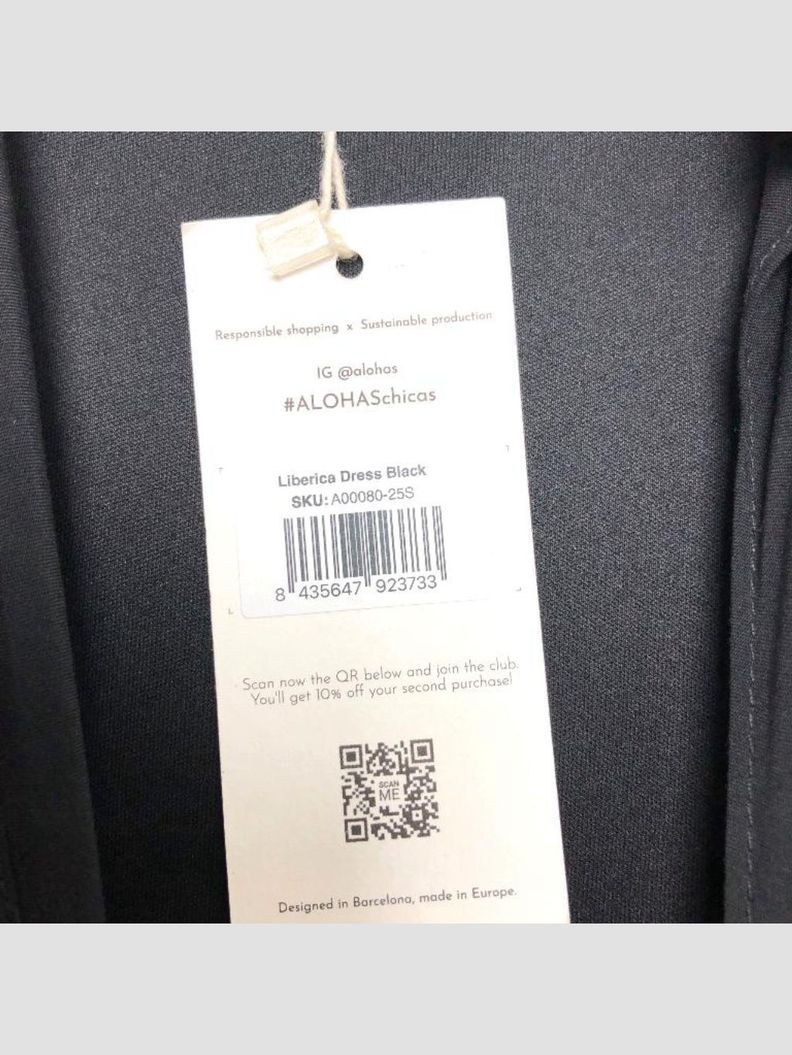 Responsible shopping x Sustainable production
IG @alohas
#ALOHASchicas
Liberica Dress Black
SKU: A00080-25S
8 435647 923733
Scan now the QR below and join the club.
You'll get 10% off your second purchase!
SCAN
ME
Designed in Barcelona, made in Europe.